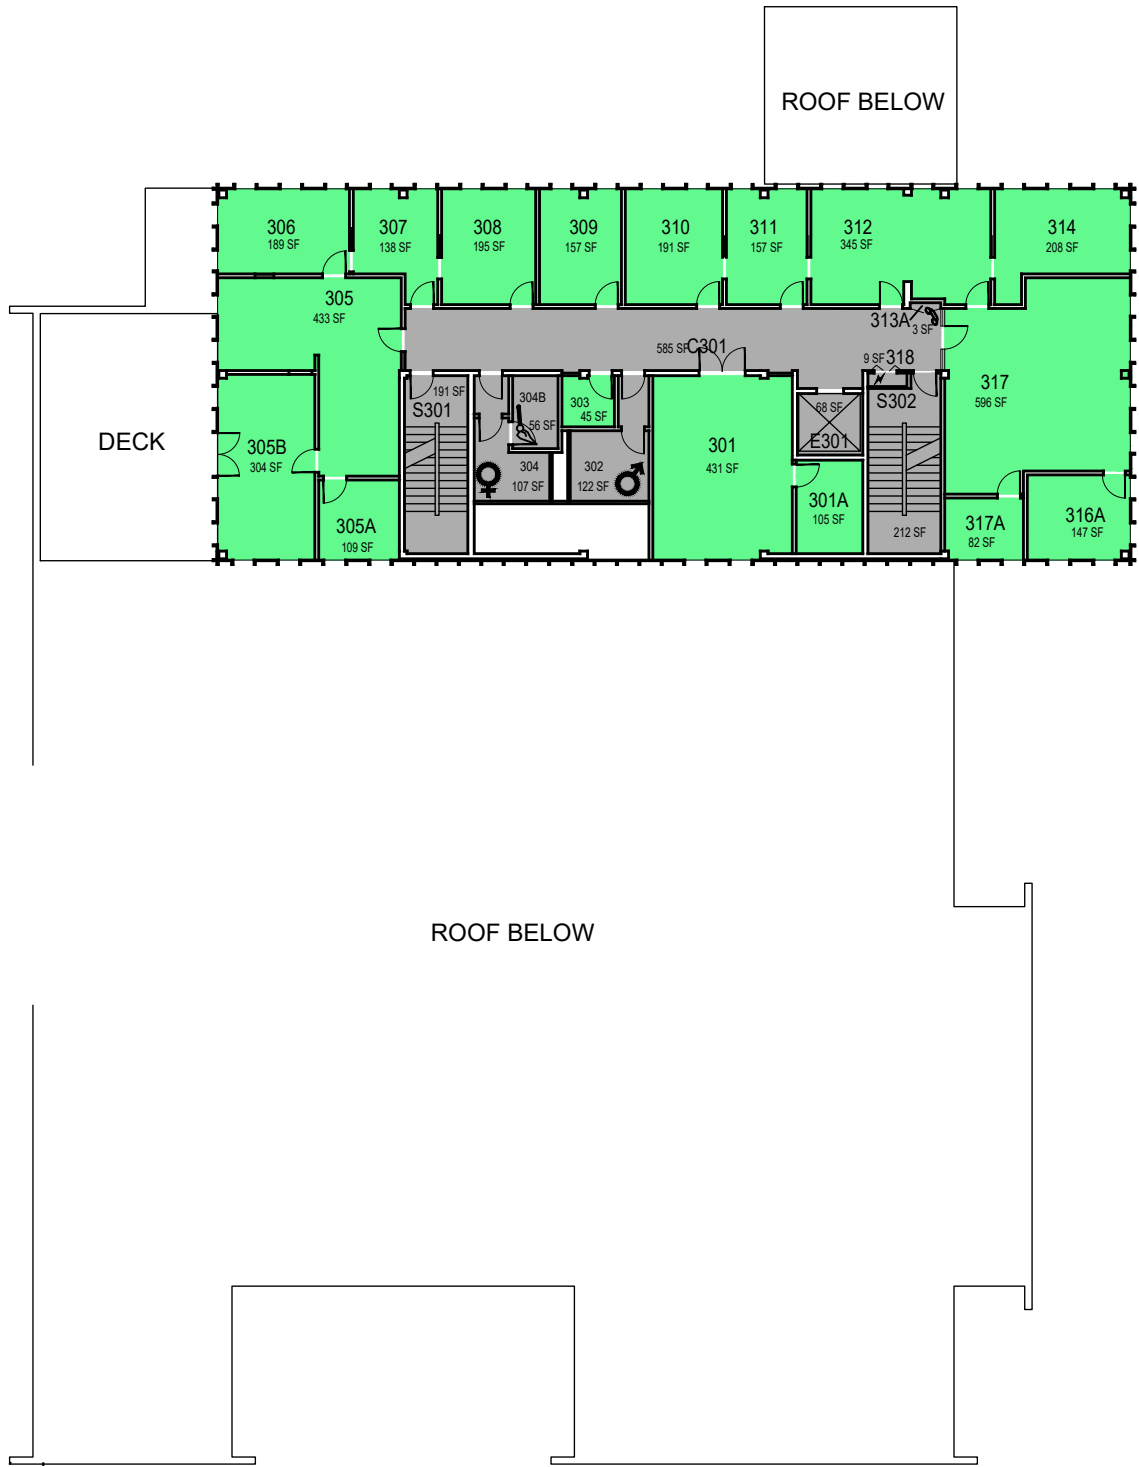 ROOF BELOW
306
189 SF
307
138 SF
308
195 SF
309
157 SF
310
191 SF
311
157 SF
312
345 SF
314
208 SF
305
433 SF
313A
3 SF
C301
585 SF
9 SF
318
191 SF
S301
304B
56 SF
303
45 SF
68 SF
E301
S302
317
596 SF
DECK
305B
304 SF
304
107 SF
302
122 SF
301
431 SF
301A
105 SF
305A
109 SF
212 SF
317A
82 SF
316A
147 SF
ROOF BELOW